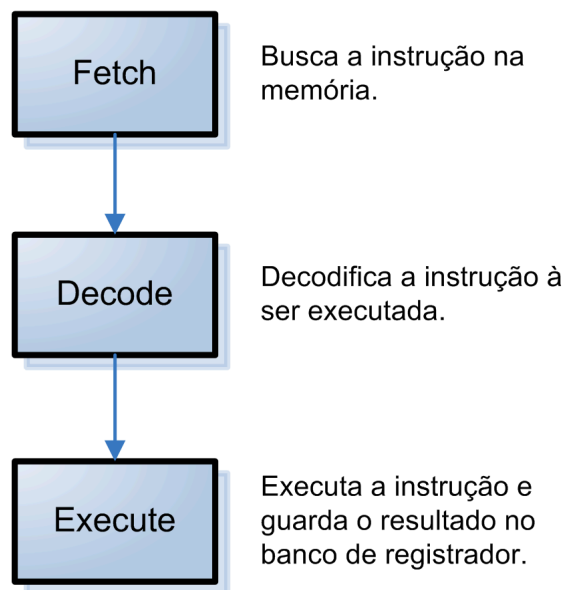 Fetch
Busca a instrução na
memória.
Decode
Decodifica a instrução à
ser executada.
Execute
Executa a instrução e
guarda o resultado no
banco de registrador.